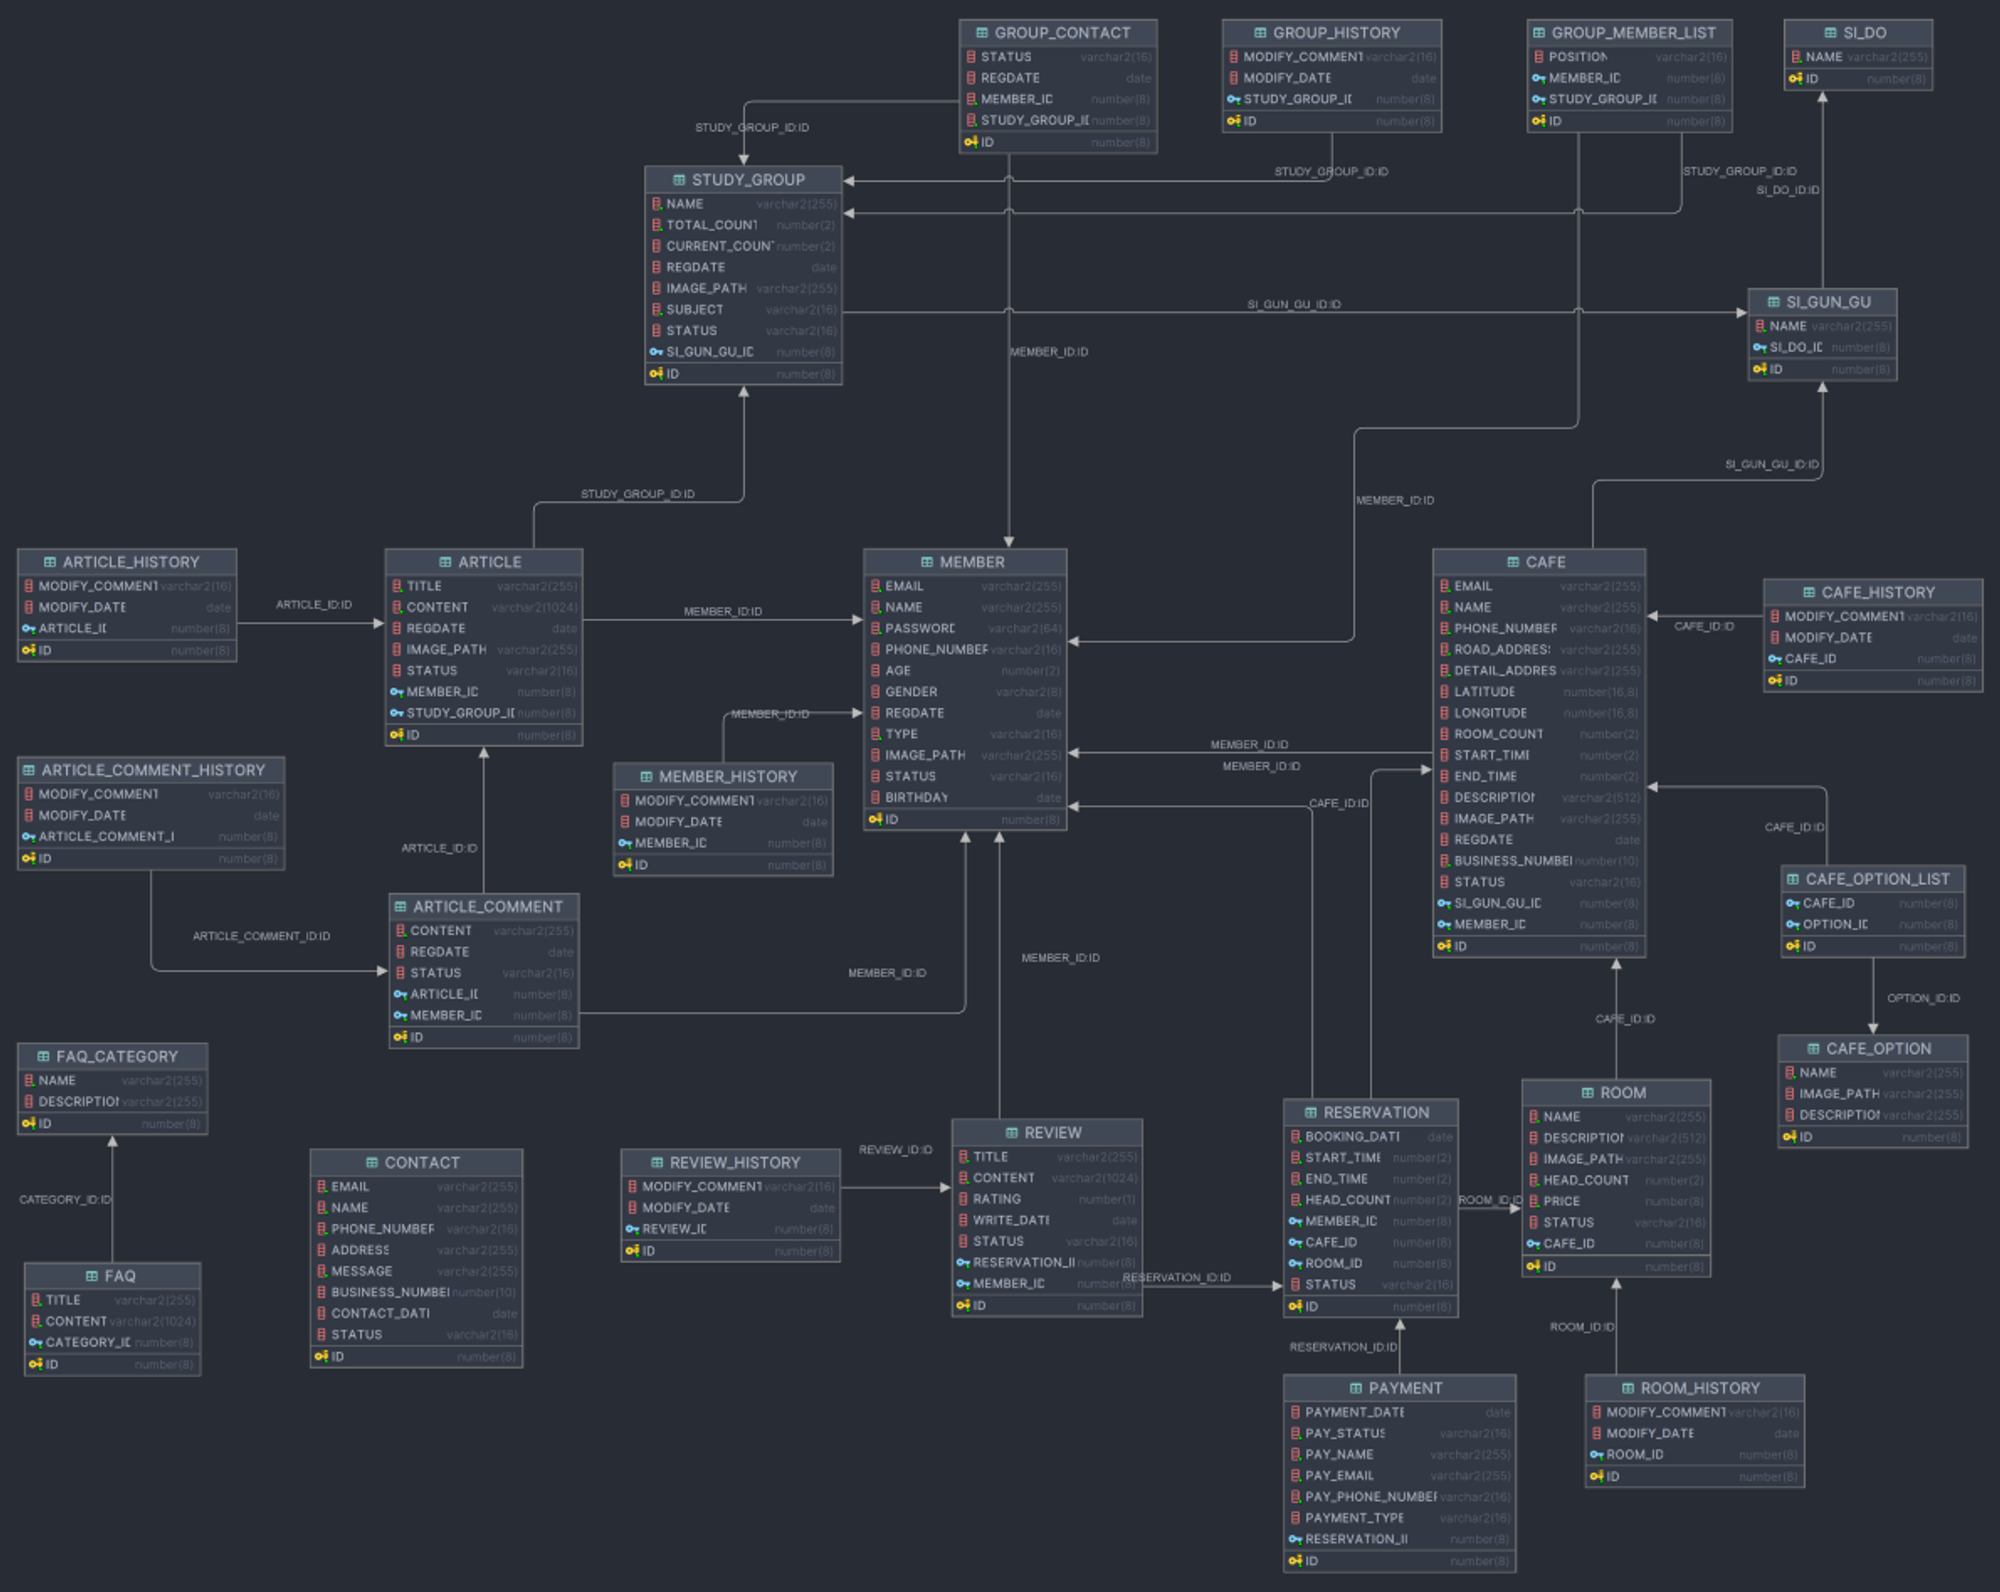 GROUP_CONTACT
STATUS varchar2(16)
REGDATE date
MEMBER_ID number(8)
STUDY_GROUP_ID number(8)
ID number(8)
GROUP_HISTORY
MODIFY_COMMENT varchar2(16)
MODIFY_DATE date
STUDY_GROUP_ID number(8)
ID number(8)
GROUP_MEMBER_LIST
POSITION varchar2(16)
MEMBER_ID number(8)
STUDY_GROUP_ID number(8)
ID number(8)
SI_DO
NAME varchar2(255)
ID number(8)
STUDY_GROUP_ID:ID
STUDY_GROUP_ID:ID
STUDY_GROUP_ID:ID
SI_DO_ID:ID
STUDY_GROUP
NAME varchar2(255)
TOTAL_COUNT number(2)
CURRENT_COUN number(2)
REGDATE date
IMAGE_PATH varchar2(255)
SUBJECT varchar2(16)
STATUS varchar2(16)
SI_GUN_GU_ID number(8)
ID number(8)
SI_GUN_GU_ID:ID
MEMBER_ID:ID
SI_GUN_GU
NAME varchar2(255)
SI_DO_ID number(8)
ID number(8)
SI_GUN_GU_ID:ID
STUDY_GROUP_ID:ID
MEMBER_ID:ID
ARTICLE_HISTORY
MODIFY_COMMENT varchar2(16)
MODIFY_DATE date
ARTICLE_ID number(8)
ID number(8)
ARTICLE_ID:ID
ARTICLE
TITLE varchar2(255)
CONTENT varchar2(1024)
REGDATE date
IMAGE_PATH varchar2(255)
STATUS varchar2(16)
MEMBER_ID number(8)
STUDY_GROUP_ID number(8)
ID number(8)
MEMBER_ID:ID
MEMBER
EMAIL varchar2(255)
NAME varchar2(255)
PASSWORD varchar2(64)
PHONE_NUMBER varchar2(16)
AGE number(2)
GENDER varchar2(8)
REGDATE date
TYPE varchar2(16)
IMAGE_PATH varchar2(255)
STATUS varchar2(16)
BIRTHDAY date
ID number(8)
CAFE
EMAIL varchar2(255)
NAME varchar2(255)
PHONE_NUMBER varchar2(16)
ROAD_ADDRES varchar2(255)
DETAIL_ADDRES varchar2(255)
LATITUDE number(16,8)
LONGITUDE number(16,8)
ROOM_COUNT number(2)
START_TIME number(2)
END_TIME number(2)
DESCRIPTION varchar2(512)
IMAGE_PATH varchar2(255)
REGDATE date
BUSINESS_NUMBE number(10)
STATUS varchar2(16)
SI_GUN_GU_ID number(8)
MEMBER_ID number(8)
ID number(8)
CAFE_ID:ID
CAFE_HISTORY
MODIFY_COMMENT varchar2(16)
MODIFY_DATE date
CAFE_ID number(8)
ID number(8)
MEMBER_ID:ID
MEMBER_ID:ID
MEMBER_ID:ID
CAFE_ID:ID
CAFE_ID:ID
ARTICLE_COMMENT_HISTORY
MODIFY_COMMENT varchar2(16)
MODIFY_DATE date
ARTICLE_COMMENT_I number(8)
ID number(8)
MEMBER_HISTORY
MODIFY_COMMENT varchar2(16)
MODIFY_DATE date
MEMBER_ID number(8)
ID number(8)
ARTICLE_ID:ID
CAFE_OPTION_LIST
CAFE_ID number(8)
OPTION_ID number(8)
ID number(8)
ARTICLE_COMMENT_ID:ID
ARTICLE_COMMENT
CONTENT varchar2(255)
REGDATE date
STATUS varchar2(16)
ARTICLE_ID number(8)
MEMBER_ID number(8)
ID number(8)
MEMBER_ID:ID
MEMBER_ID:ID
OPTION_ID:ID
CAFE_ID:ID
FAQ_CATEGORY
NAME varchar2(255)
DESCRIPTION varchar2(255)
ID number(8)
CAFE_OPTION
NAME varchar2(255)
IMAGE_PATH varchar2(255)
DESCRIPTION varchar2(255)
ID number(8)
CATEGORY_ID:ID
FAQ
TITLE varchar2(255)
CONTENT varchar2(1024)
CATEGORY_ID number(8)
ID number(8)
CONTACT
EMAIL varchar2(255)
NAME varchar2(255)
PHONE_NUMBER varchar2(16)
ADDRESS varchar2(255)
MESSAGE varchar2(255)
BUSINESS_NUMBE number(10)
CONTACT_DATI date
STATUS varchar2(16)
ID number(8)
REVIEW_HISTORY
MODIFY_COMMENT varchar2(16)
MODIFY_DATE date
REVIEW_ID number(8)
ID number(8)
REVIEW_ID:ID
REVIEW
TITLE varchar2(255)
CONTENT varchar2(1024)
RATING number(1)
WRITE_DATI date
STATUS varchar2(16)
RESERVATION_II number(8)
MEMBER_ID number(8)
ID number(8)
RESERVATION_ID:ID
RESERVATION
BOOKING_DATI date
START_TIME number(2)
END_TIME number(2)
HEAD_COUNT number(2)
MEMBER_ID number(8)
CAFE_ID number(8)
ROOM_ID number(8)
STATUS varchar2(16)
ID number(8)
ROOM_ID:ID
ROOM
NAME varchar2(255)
DESCRIPTION varchar2(512)
IMAGE_PATH varchar2(255)
HEAD_COUNT number(2)
PRICE number(8)
STATUS varchar2(16)
CAFE_ID number(8)
ID number(8)
RESERVATION_ID:ID
ROOM_ID:ID
PAYMENT
PAYMENT_DATE date
PAY_STATUS varchar2(16)
PAY_NAME varchar2(255)
PAY_EMAIL varchar2(255)
PAY_PHONE_NUMBER varchar2(16)
PAYMENT_TYPE varchar2(16)
RESERVATION_II number(8)
ID number(8)
ROOM_HISTORY
MODIFY_COMMENT varchar2(16)
MODIFY_DATE date
ROOM_ID number(8)
ID number(8)